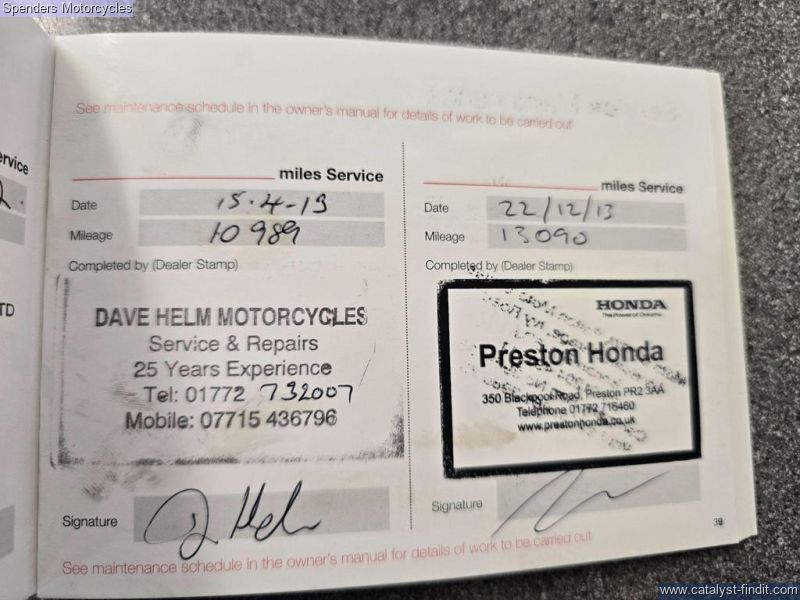 Spenders Motorcycles
See maintenance schedule in the owner's manual for details of work to be carried out
ervice
TD
miles Service
Date 15.4-13
Mileage 10989
Completed by (Dealer Stamp)
DAVE HELM MOTORCYCLES
Service & Repairs
25 Years Experience
Tel: 01772 732007
Mobile: 07715 436796
Signature D Helm
miles Service
Date 22/12/13
Mileage 13090
Completed by (Dealer Stamp)
HONDA
The Power of Dreams
Preston Honda
350 Blackpool Road, Preston PR2 3AA
Telephone 01772 716460
www.prestonhonda.co.uk
Signature
39
See maintenance schedule in the owner's manual for details of work to be carried out
www.catalyst-findit.com